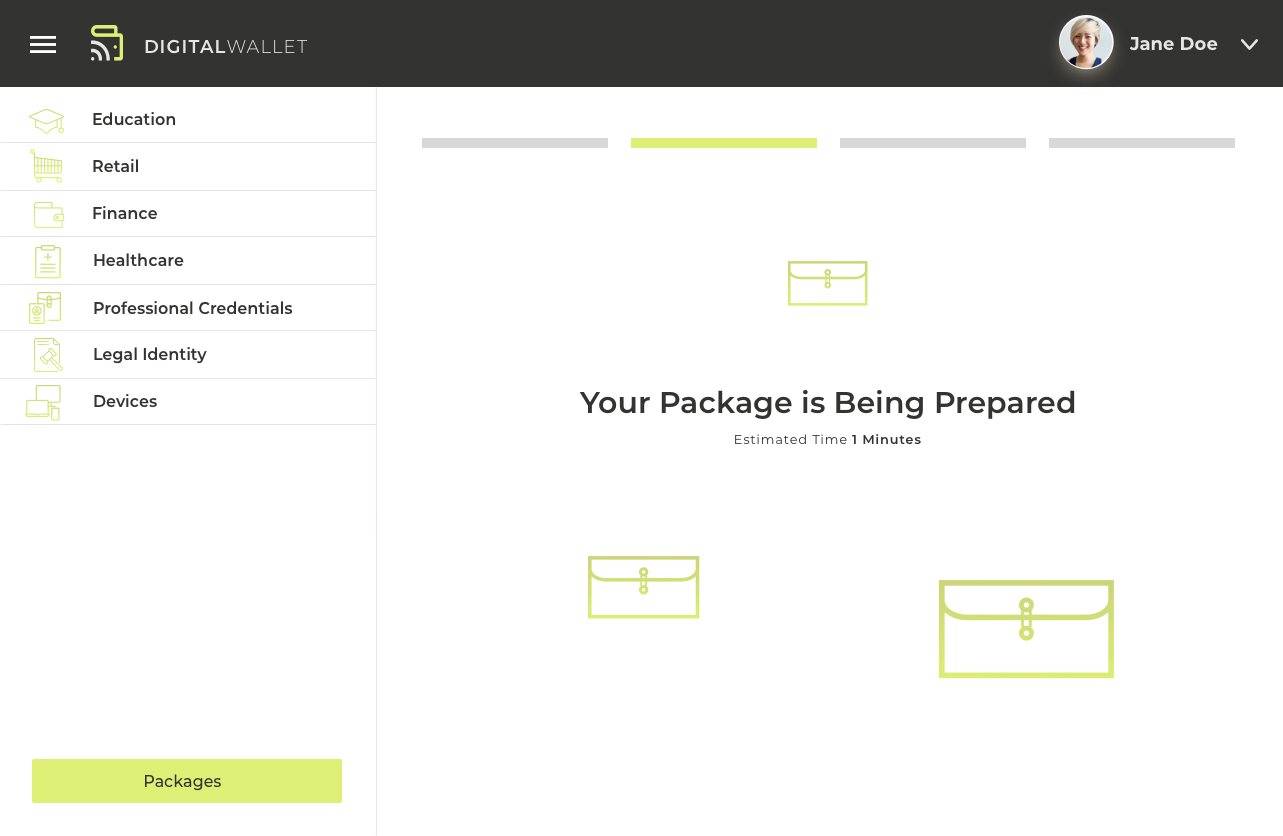 DIGITALWALLET
Jane Doe
Education
Retail
Finance
Healthcare
Professional Credentials
Legal Identity
Devices
Your Package is Being Prepared
Estimated Time 1 Minutes
Packages